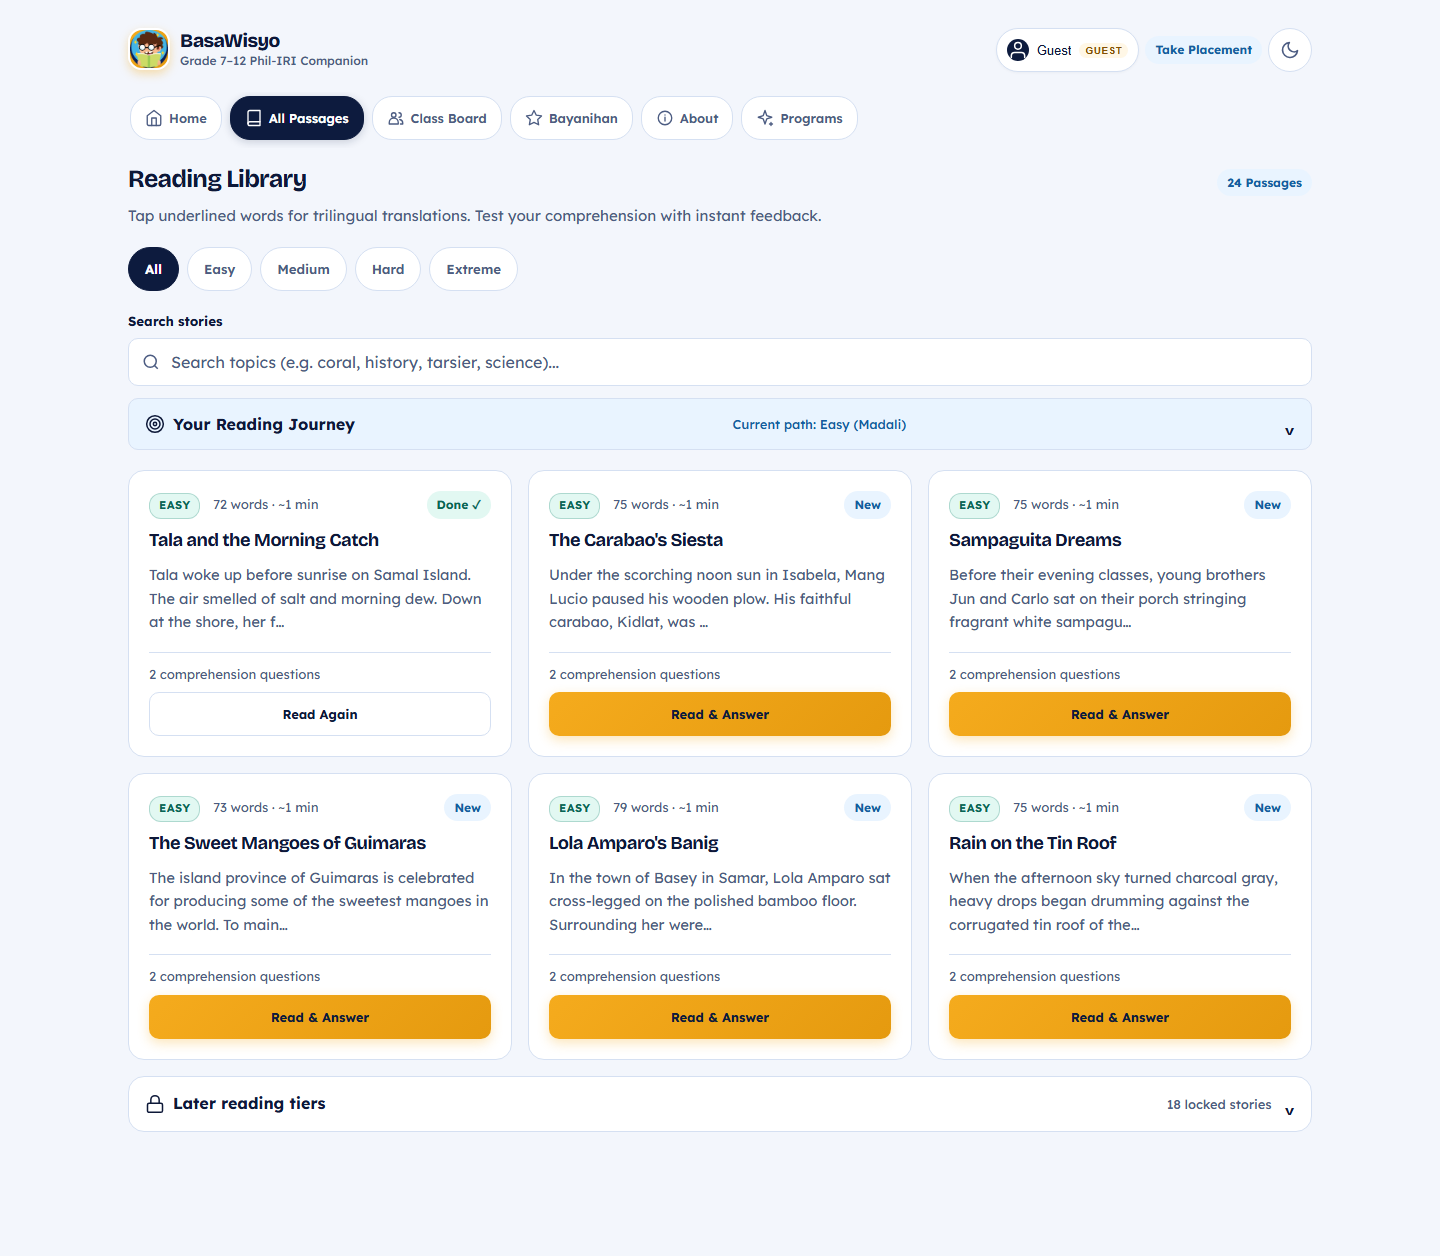 BasaWisyo
Grade 7-12 Phil-IRI Companion
Guest GUEST
Take Placement
Home
All Passages
Class Board
Bayanihan
About
Programs
Reading Library
24 Passages
Tap underlined words for trilingual translations. Test your comprehension with instant feedback.
All
Easy
Medium
Hard
Extreme
Search stories
Search topics (e.g. coral, history, tarsier, science)...
Your Reading Journey
Current path: Easy (Madali)
v
EASY 72 words · ~1 min Done ✓
Tala and the Morning Catch
Tala woke up before sunrise on Samal Island.
The air smelled of salt and morning dew. Down
at the shore, her f...
2 comprehension questions
Read Again
EASY 75 words · ~1 min New
The Carabao's Siesta
Under the scorching noon sun in Isabela, Mang
Lucio paused his wooden plow. His faithful
carabao, Kidlat, was ...
2 comprehension questions
Read & Answer
EASY 75 words · ~1 min New
Sampaguita Dreams
Before their evening classes, young brothers
Jun and Carlo sat on their porch stringing
fragrant white sampagu...
2 comprehension questions
Read & Answer
EASY 73 words · ~1 min New
The Sweet Mangoes of Guimaras
The island province of Guimaras is celebrated
for producing some of the sweetest mangoes in
the world. To main...
2 comprehension questions
Read & Answer
EASY 79 words · ~1 min New
Lola Amparo's Banig
In the town of Basey in Samar, Lola Amparo sat
cross-legged on the polished bamboo floor.
Surrounding her were...
2 comprehension questions
Read & Answer
EASY 75 words · ~1 min New
Rain on the Tin Roof
When the afternoon sky turned charcoal gray,
heavy drops began drumming against the
corrugated tin roof of the...
2 comprehension questions
Read & Answer
Later reading tiers
18 locked stories v